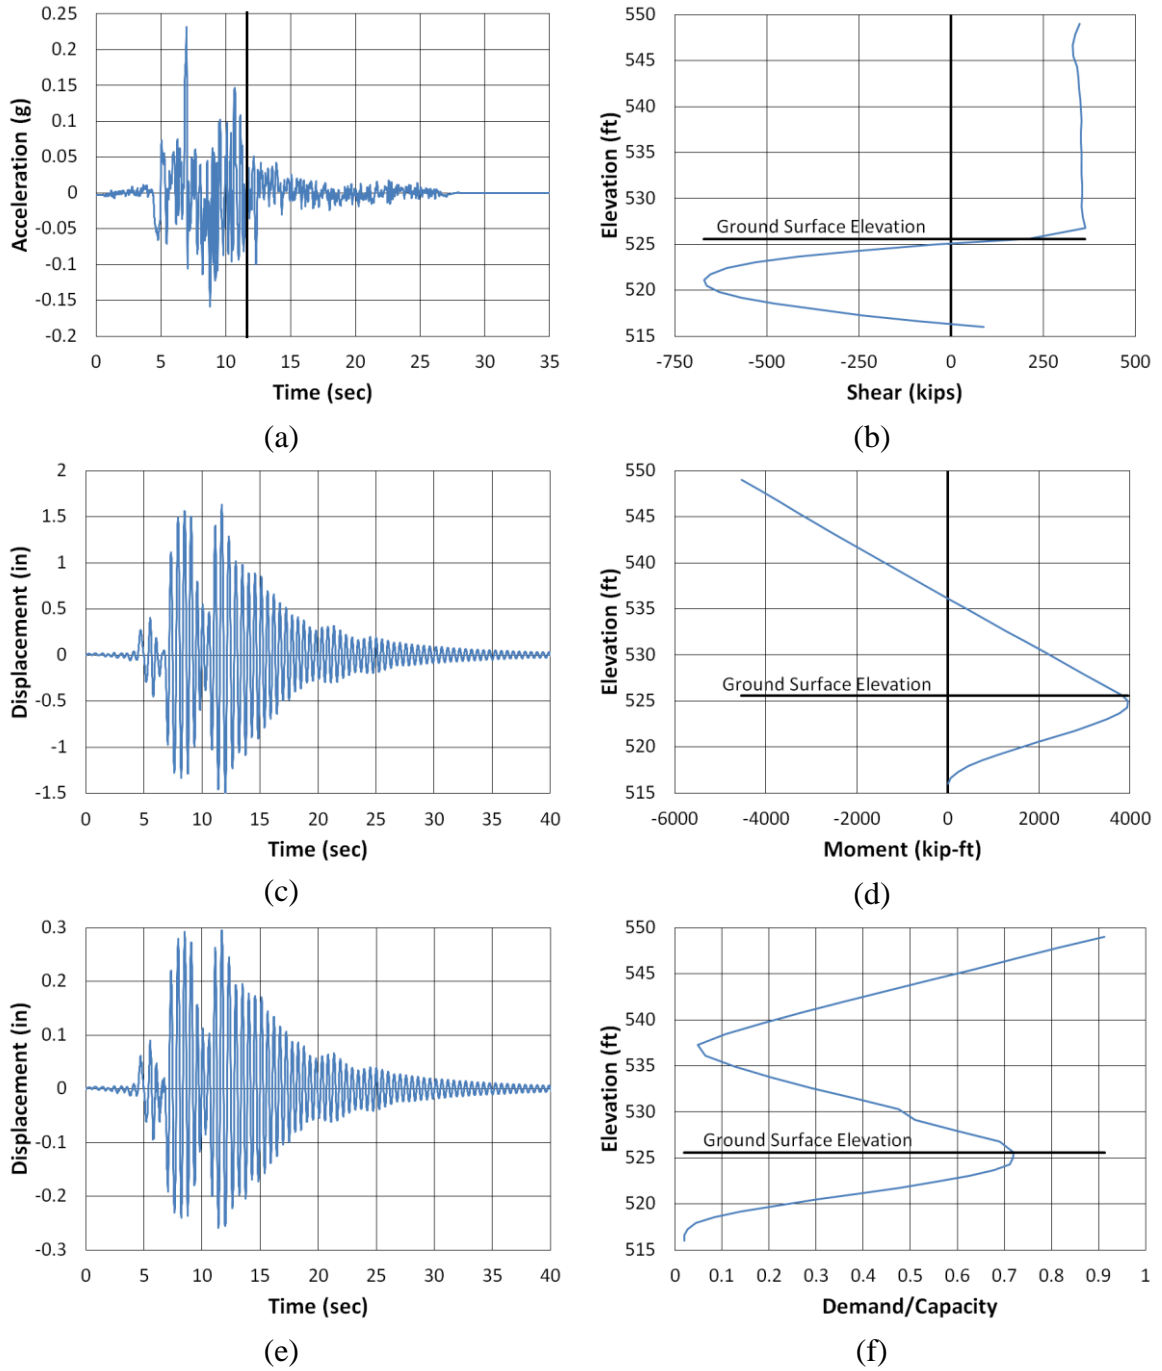 0.25
0.2
0.15
0.1
0.05
0
-0.05
-0.1
-0.15
-0.2
Acceleration (g)
0 5 10 15 20 25 30 35
Time (sec)
(a)
550
545
540
535
530
525
520
515
Elevation (ft)
Ground Surface Elevation
-750 -500 -250 0 250 500
Shear (kips)
(b)
2
1.5
1
0.5
0
-0.5
-1
-1.5
Displacement (in)
0 5 10 15 20 25 30 35 40
Time (sec)
(c)
550
545
540
535
530
525
520
515
Elevation (ft)
Ground Surface Elevation
-6000 -4000 -2000 0 2000 4000
Moment (kip-ft)
(d)
0.3
0.2
0.1
0
-0.1
-0.2
-0.3
Displacement (in)
0 5 10 15 20 25 30 35 40
Time (sec)
(e)
550
545
540
535
530
525
520
515
Elevation (ft)
Ground Surface Elevation
0 0.1 0.2 0.3 0.4 0.5 0.6 0.7 0.8 0.9 1
Demand/Capacity
(f)